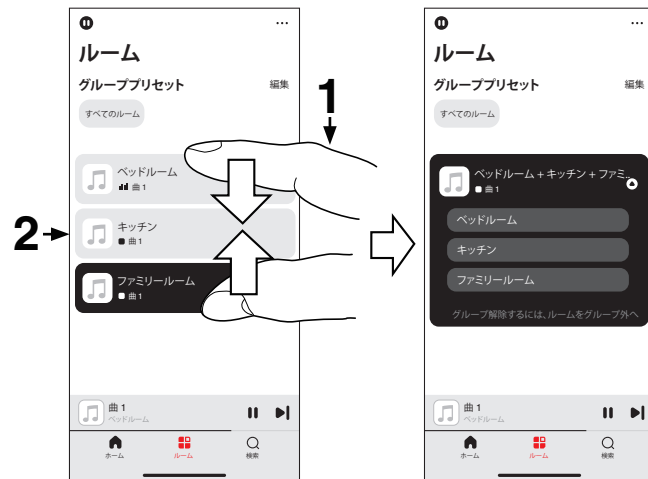 ルーム
グループプリセット 編集
すべてのルーム
1
ベッドルーム
曲 1
2
キッチン
曲 1
ファミリールーム
曲 1
曲 1
ベッドルーム
ホーム ルーム 検索
ルーム
グループプリセット 編集
すべてのルーム
ベッドルーム + キッチン + ファミ...
曲 1
ベッドルーム
キッチン
ファミリールーム
グループ解除するには、ルームをグループ外へ
曲 1
ベッドルーム
ホーム ルーム 検索